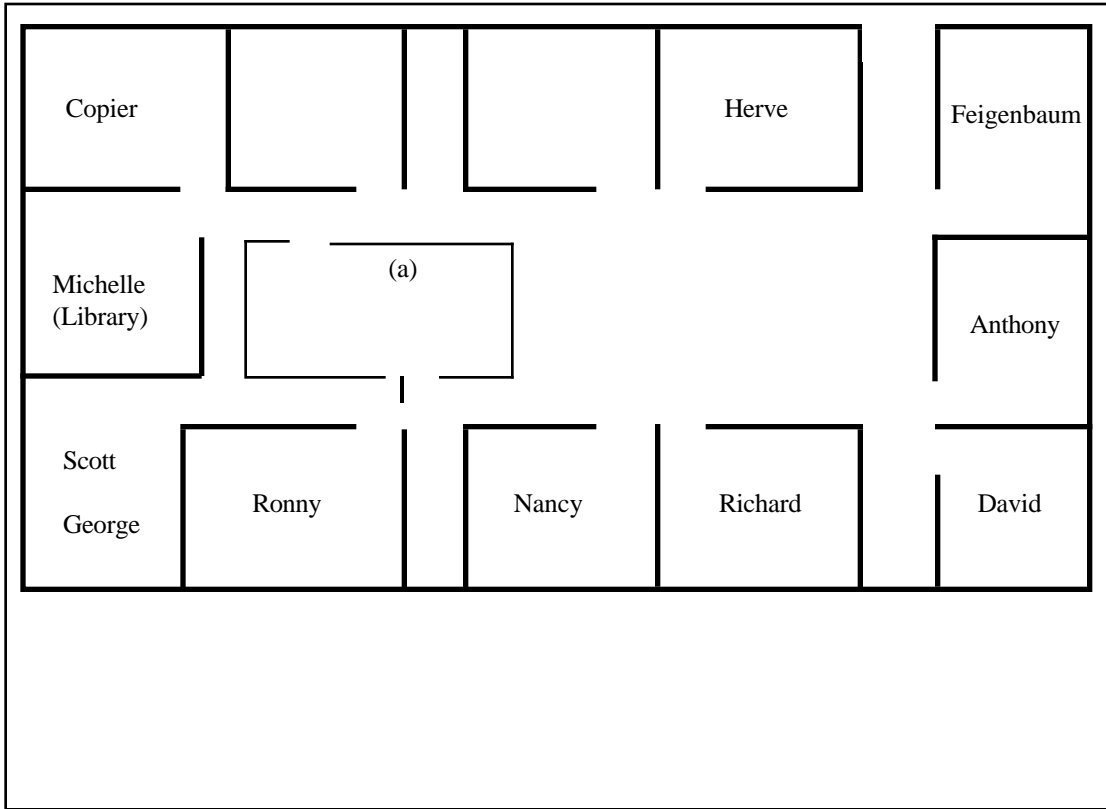 Copier
Herve
Feigenbaum
(a)
Michelle
(Library)
Anthony
Scott
George
Ronny
Nancy
Richard
David